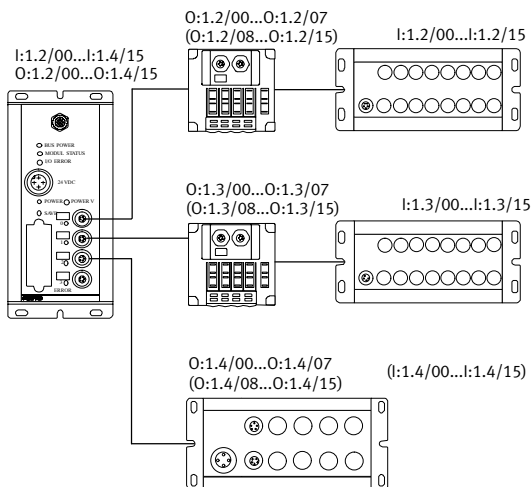 O:1.2/00...O:1.2/07
(O:1.2/08...O:1.2/15)
I:1.2/00...I:1.2/15
I:1.2/00...I:1.4/15
O:1.2/00...O:1.4/15
BUS POWER
MODUL STATUS
I/O ERROR
24 VDC
POWER
POWER V
SAVE
0
1
2
3
ERROR
O:1.3/00...O:1.3/07
(O:1.3/08...O:1.3/15)
I:1.3/00...I:1.3/15
O:1.4/00...O:1.4/07
(O:1.4/08...O:1.4/15)
(I:1.4/00...I:1.4/15)